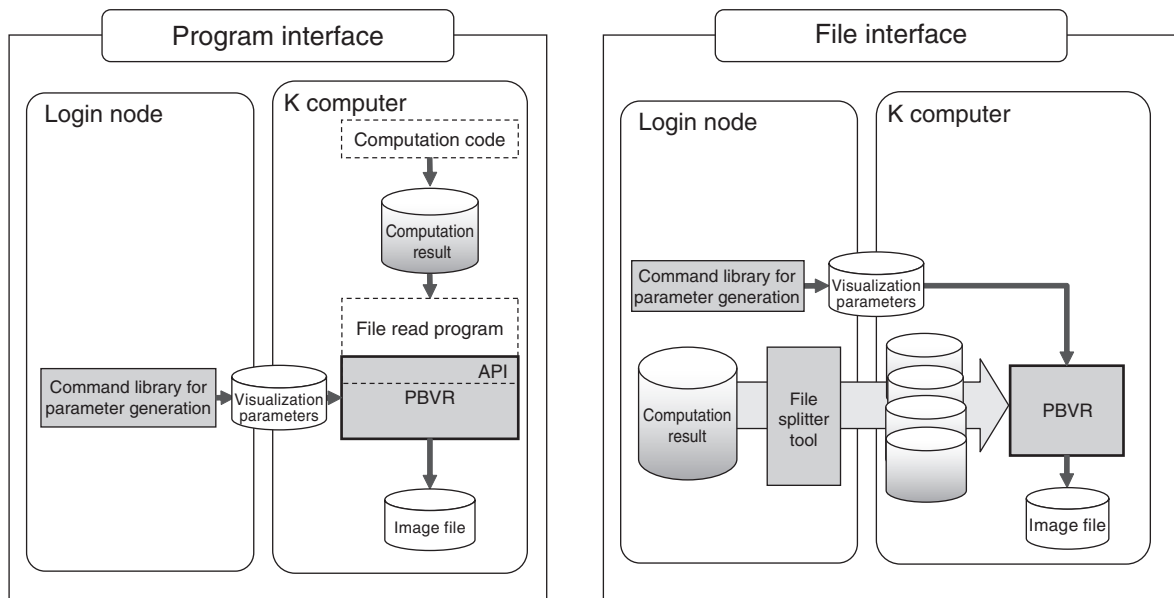 Program interface
Login node
K computer
Computation code
Computation
result
File read program
API
PBVR
Command library for
parameter generation
Visualization
parameters
Image file
File interface
Login node
K computer
Command library for
parameter generation
Visualization
parameters
Computation
result
File
splitter
tool
PBVR
Image file